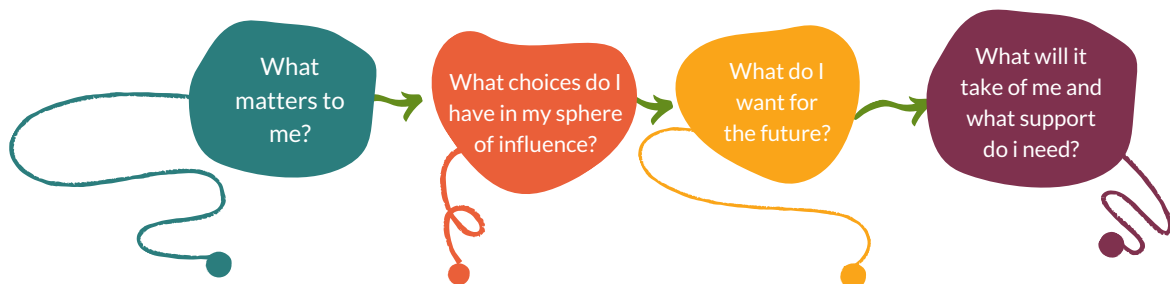 What
matters to
me?
What choices do I
have in my sphere
of influence?
What do I
want for
the future?
What will it
take of me and
what support
do i need?